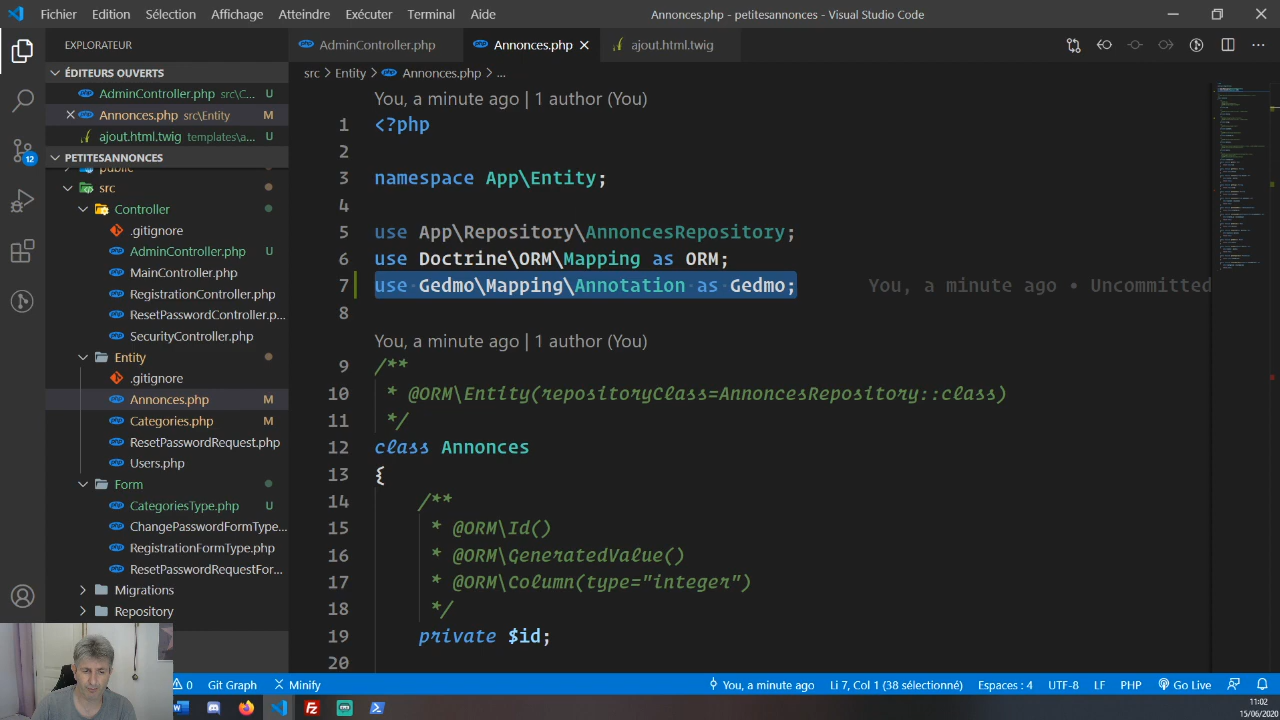 Fichier Edition Sélection Affichage Atteindre Exécuter Terminal Aide Annonces.php - petitesannonces - Visual Studio Code
EXPLORATEUR
ÉDITEURS OUVERTS
AdminController.php src\C... U
Annonces.php src\Entity M
ajout.html.twig templates\a... U
PETITESANNONCES
public
src
Controller
.gitignore
AdminController.php U
MainController.php
RegistrationController.php
ResetPasswordController.p...
SecurityController.php
Entity
.gitignore
Annonces.php M
Categories.php M
ResetPasswordRequest.php
Users.php
Form
CategoriesType.php U
ChangePasswordFormType...
RegistrationFormType.php
ResetPasswordRequestFor...
Migrations
Repository
12
AdminController.php Annonces.php ajout.html.twig
src > Entity > Annonces.php > ...
You, a minute ago | 1 author (You)
1 <?php
2
3 namespace App\Entity;
4
5 use App\Repository\AnnoncesRepository;
6 use Doctrine\ORM\Mapping as ORM;
7 use Gedmo\Mapping\Annotation as Gedmo; You, a minute ago • Uncommitted
8
You, a minute ago | 1 author (You)
9 /**
10 * @ORM\Entity(repositoryClass=AnnoncesRepository::class)
11 */
12 class Annonces
13 {
14 /**
15 * @ORM\Id()
16 * @ORM\GeneratedValue()
17 * @ORM\Column(type="integer")
18 */
19 private $id;
20
0 Git Graph Minify You, a minute ago Li 7, Col 1 (38 sélectionné) Espaces : 4 UTF-8 LF PHP Go Live
11:02
15/06/2020